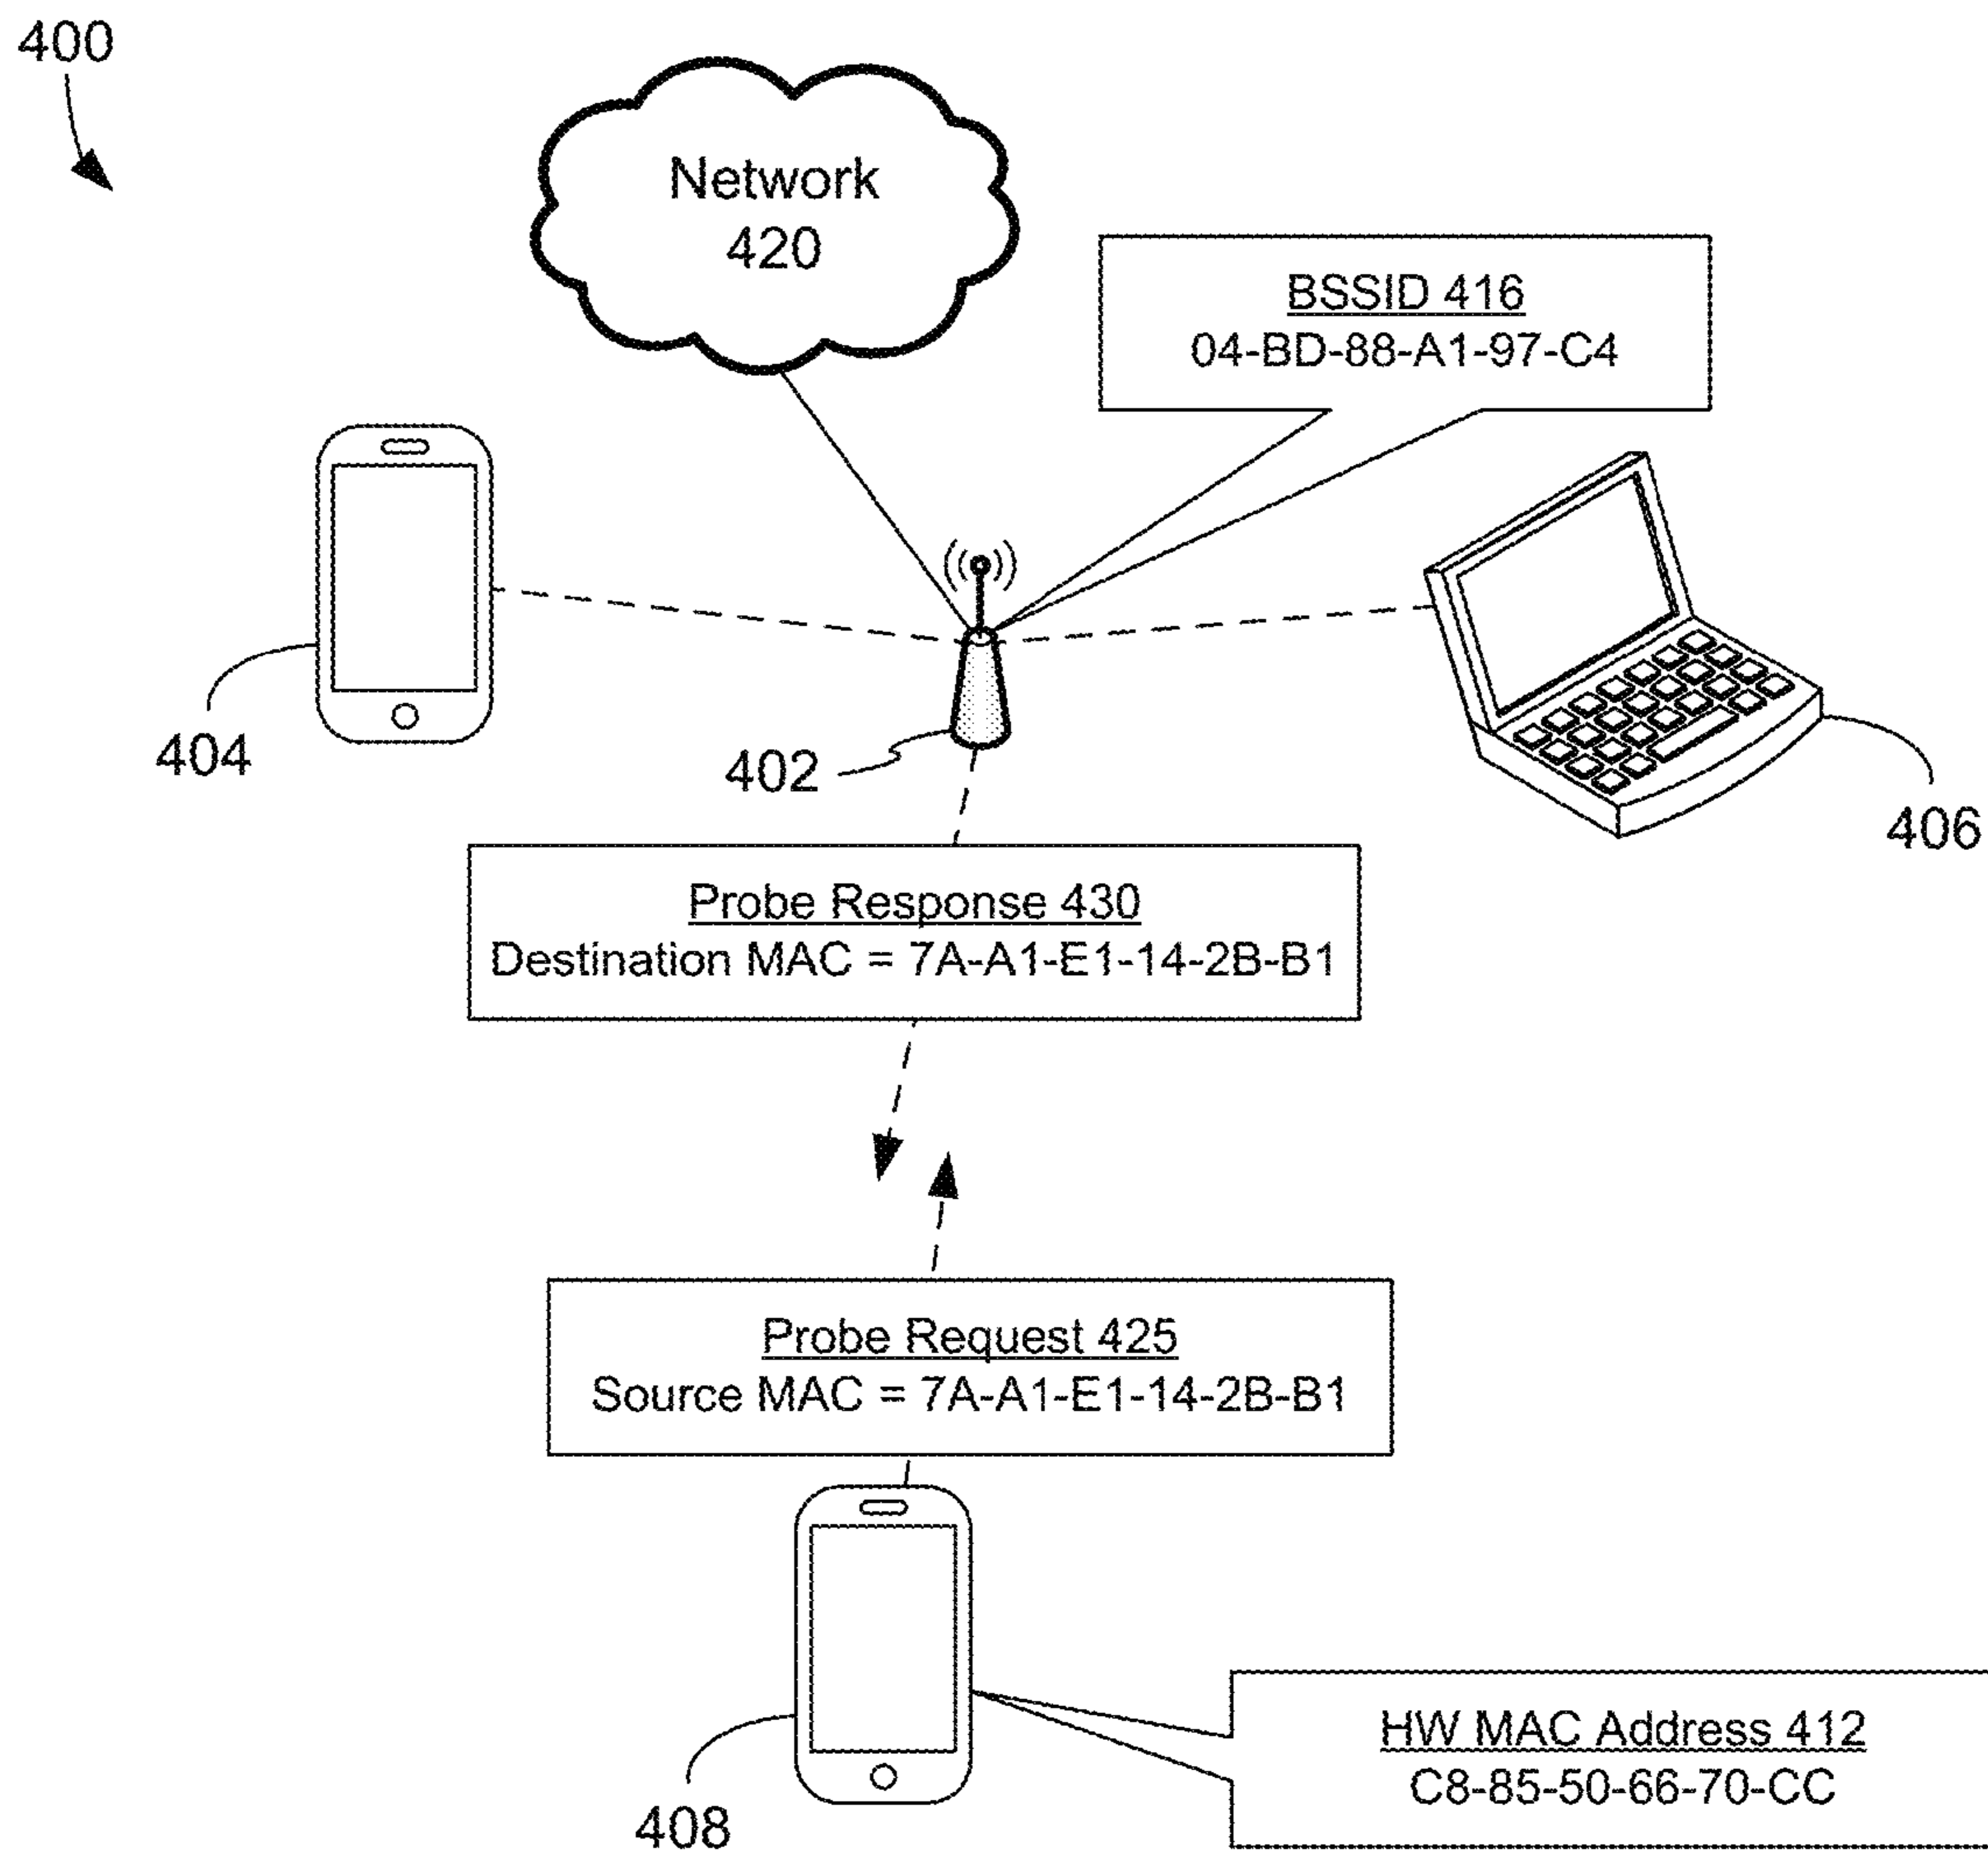 400
Network
420
BSSID 416
04-BD-88-A1-97-C4
404
402
406
Probe Response 430
Destination MAC = 7A-A1-E1-14-2B-B1
Probe Request 425
Source MAC = 7A-A1-E1-14-2B-B1
HW MAC Address 412
C8-85-50-66-70-CC
408